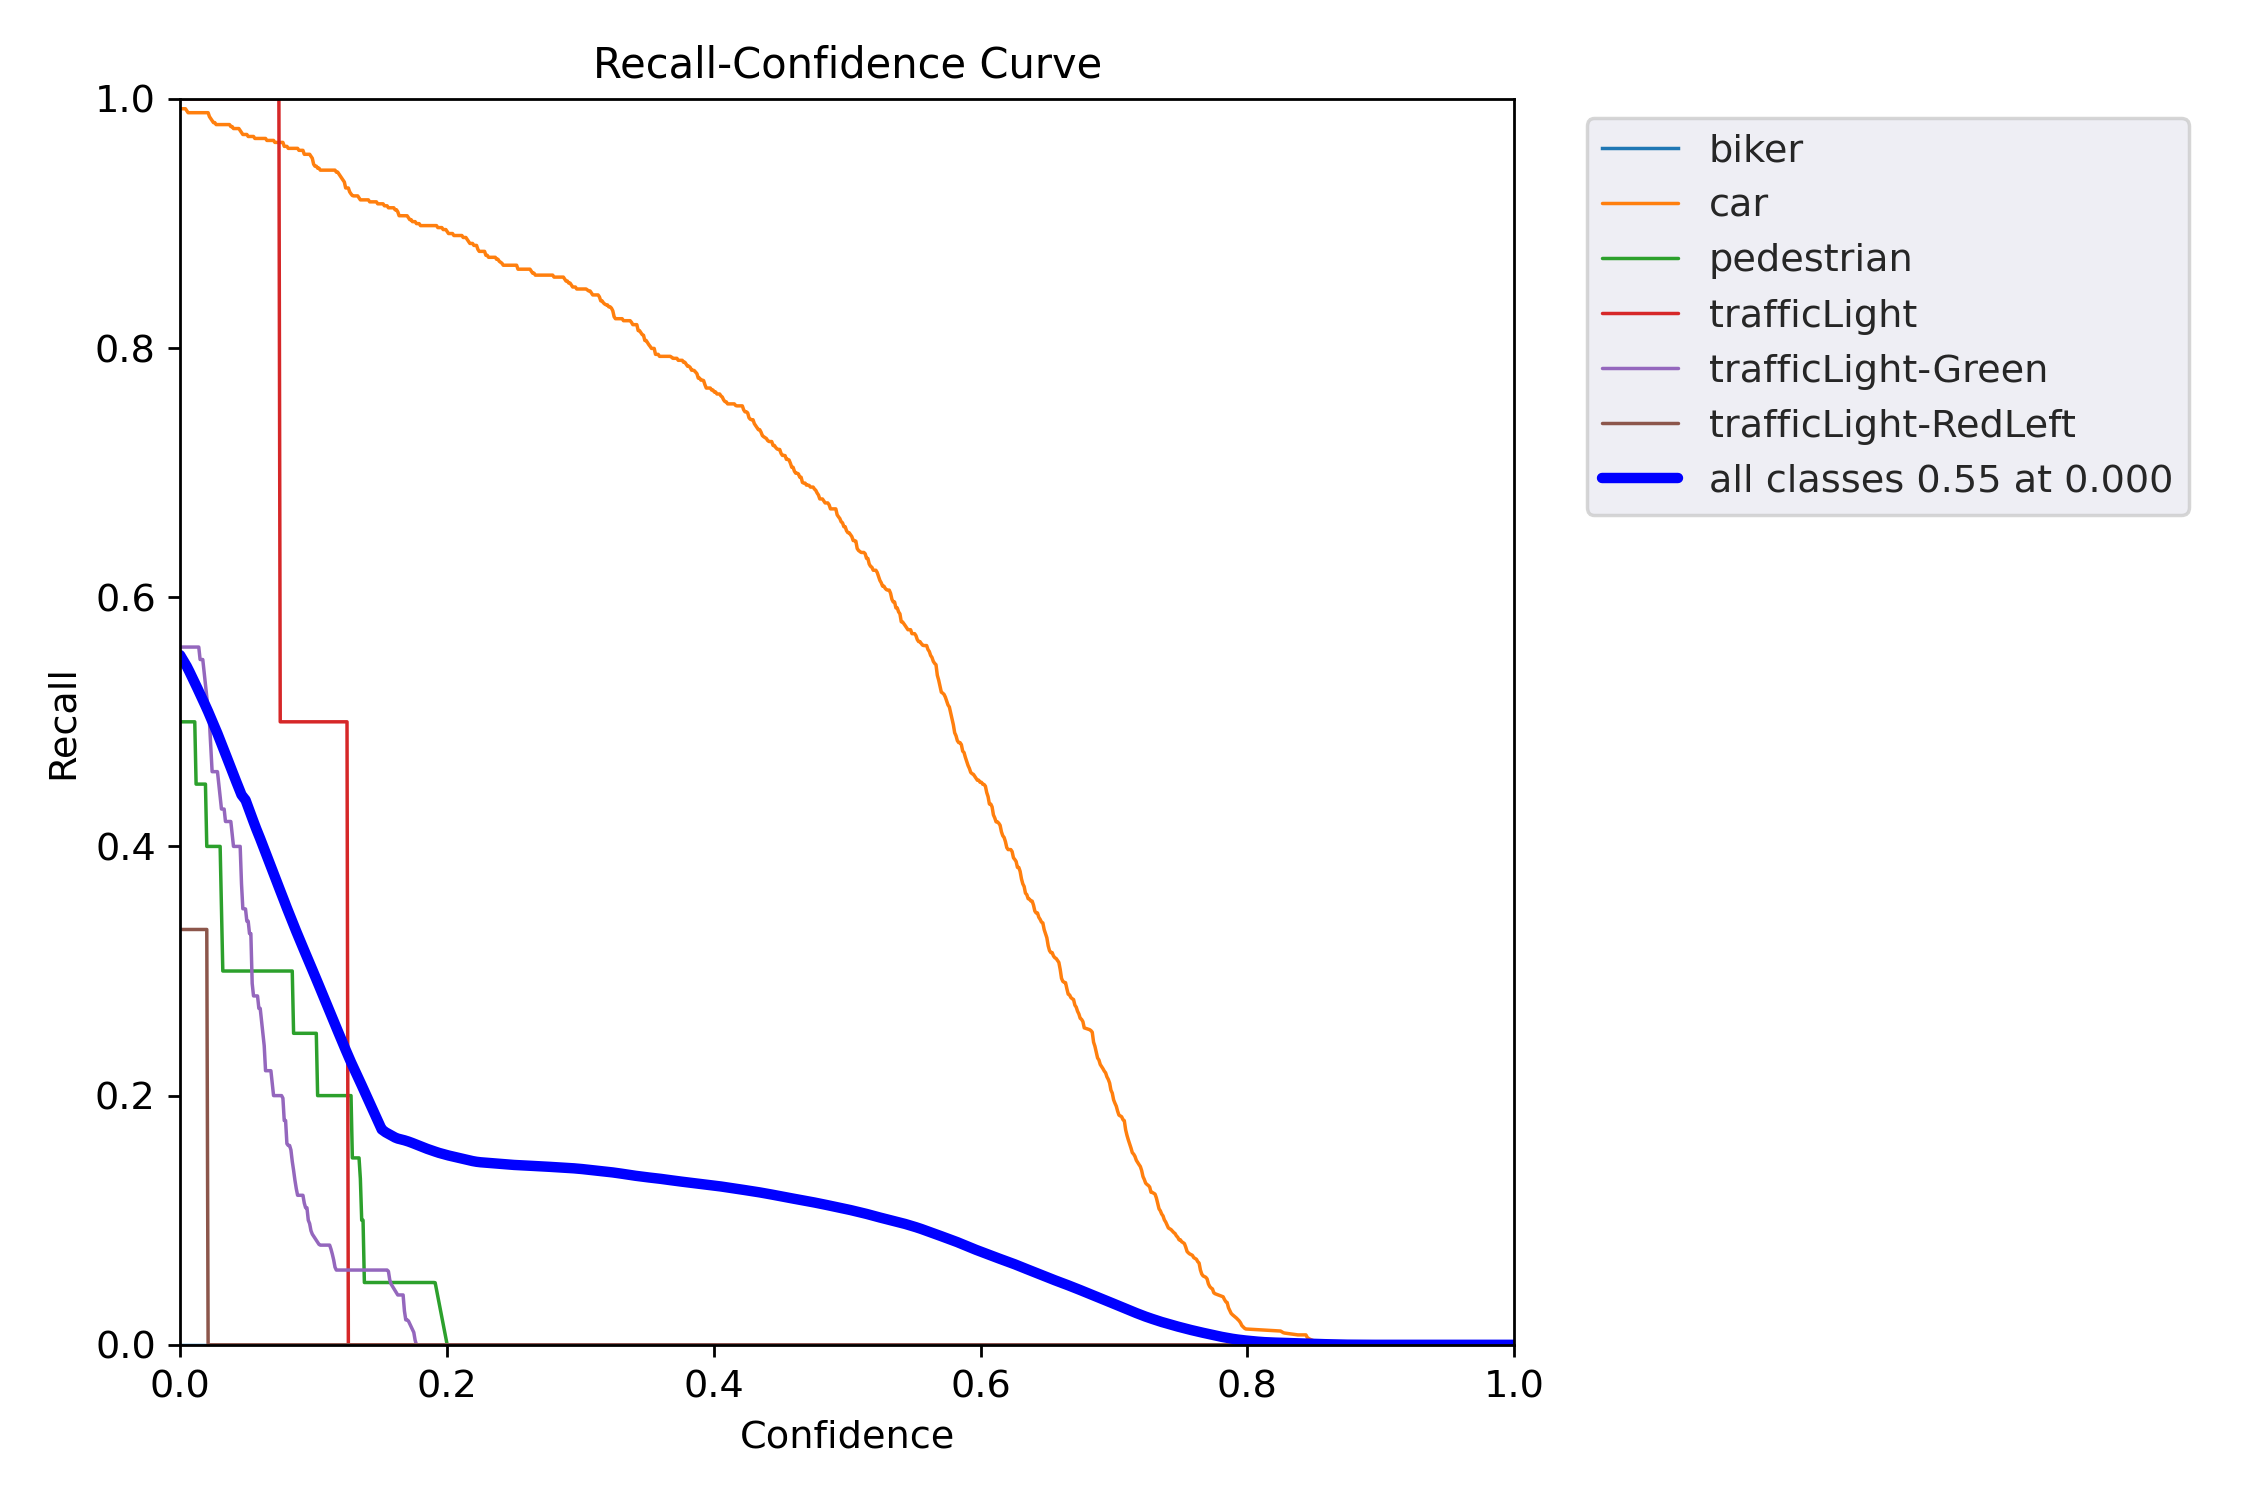 Recall-Confidence Curve
1.0
0.8
0.6
0.4
0.2
0.0
Recall
0.0 0.2 0.4 0.6 0.8 1.0
Confidence
biker
car
pedestrian
trafficLight
trafficLight-Green
trafficLight-RedLeft
all classes 0.55 at 0.000